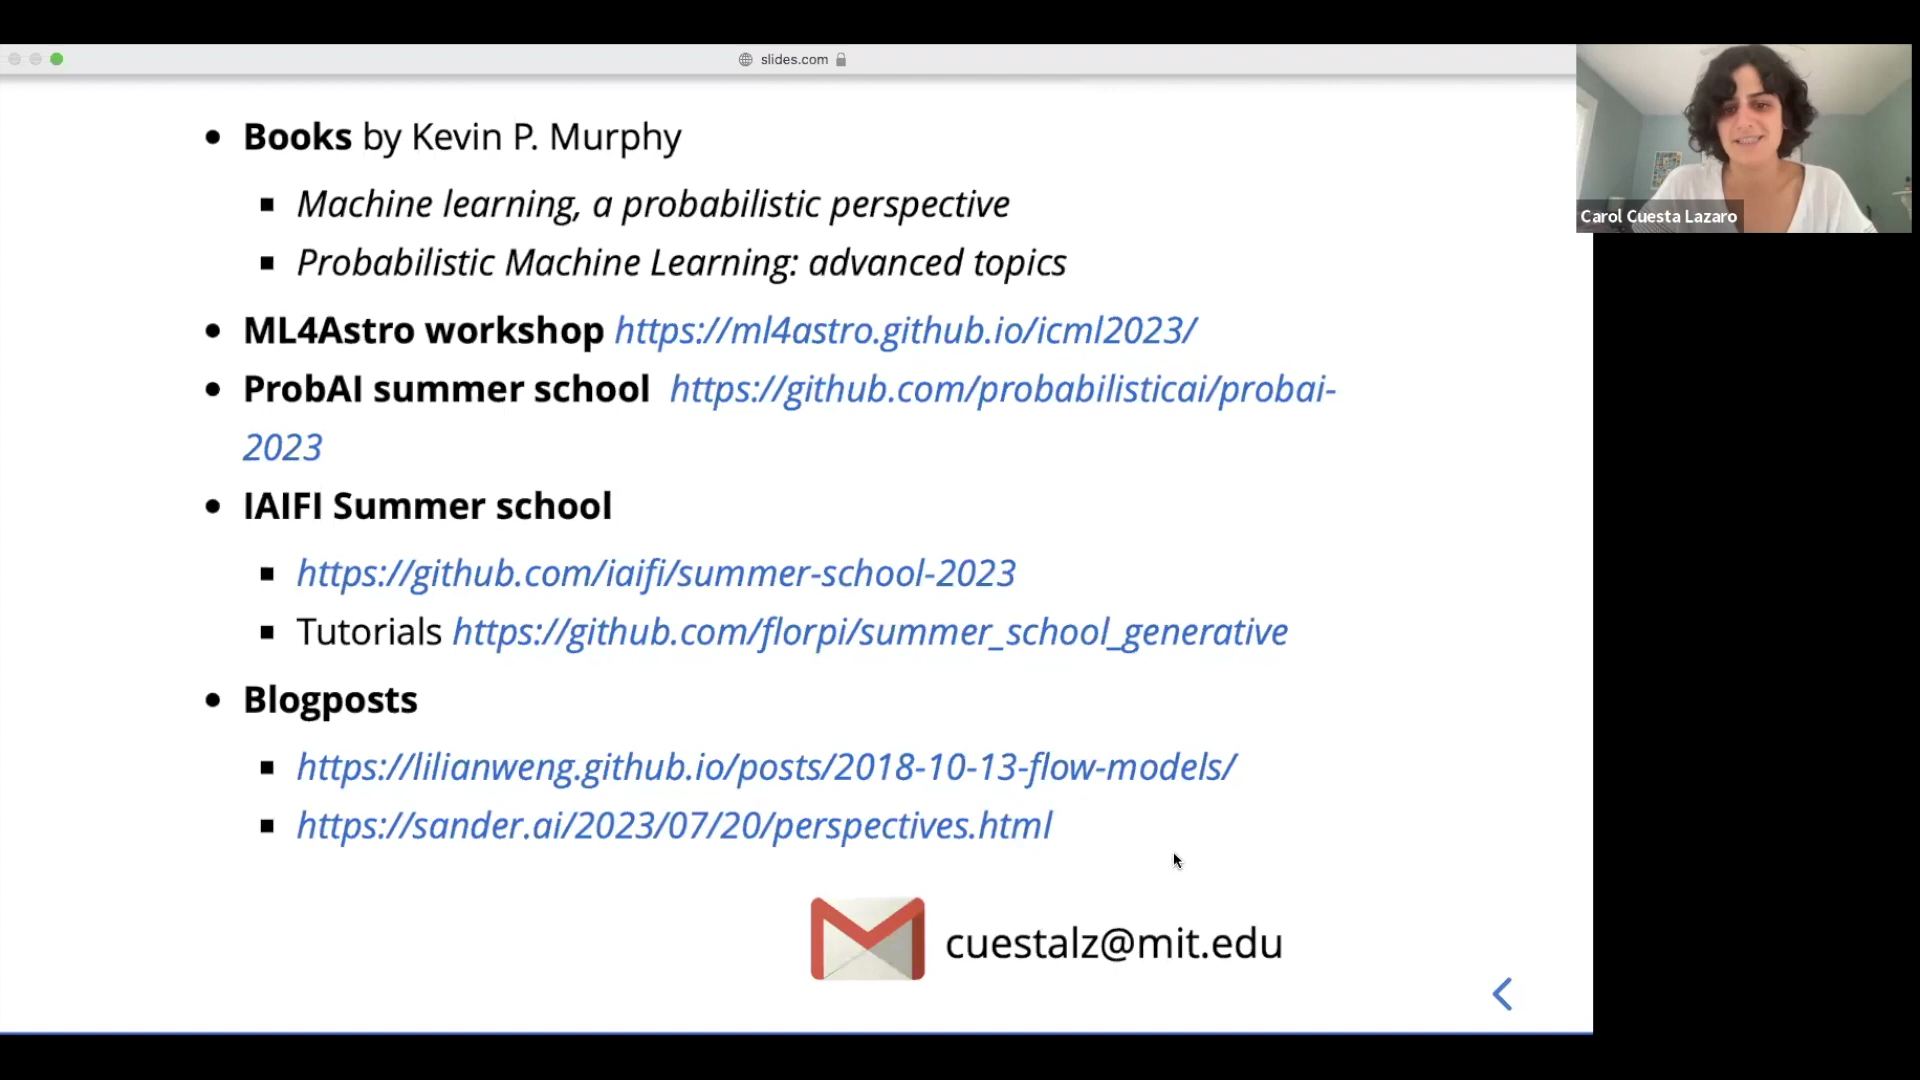 slides.com
• Books by Kevin P. Murphy
▪ Machine learning, a probabilistic perspective
▪ Probabilistic Machine Learning: advanced topics
• ML4Astro workshop https://ml4astro.github.io/icml2023/
• ProbAI summer school https://github.com/probabilisticai/probai-
2023
• IAIFI Summer school
▪ https://github.com/iaifi/summer-school-2023
▪ Tutorials https://github.com/florpi/summer_school_generative
• Blogposts
▪ https://lilianweng.github.io/posts/2018-10-13-flow-models/
▪ https://sander.ai/2023/07/20/perspectives.html
cuestalz@mit.edu
Carol Cuesta Lazaro